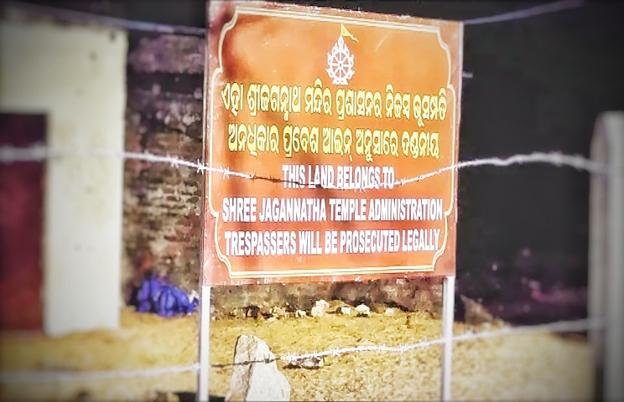 ଏହା ଶ୍ରୀଜଗନ୍ନାଥ ମନ୍ଦିର ପ୍ରଶାସନର ନିଜସ୍ଵ ଭୂସମ୍ପତି
ଅନଧିକାର ପ୍ରବେଶ ଆଇନ୍ ଅନୁସାରେ ଦଣ୍ଡନୀୟ
THIS LAND BELONGS TO
SHREE JAGANNATHA TEMPLE ADMINISTRATION
TRESPASSERS WILL BE PROSECUTED LEGALLY